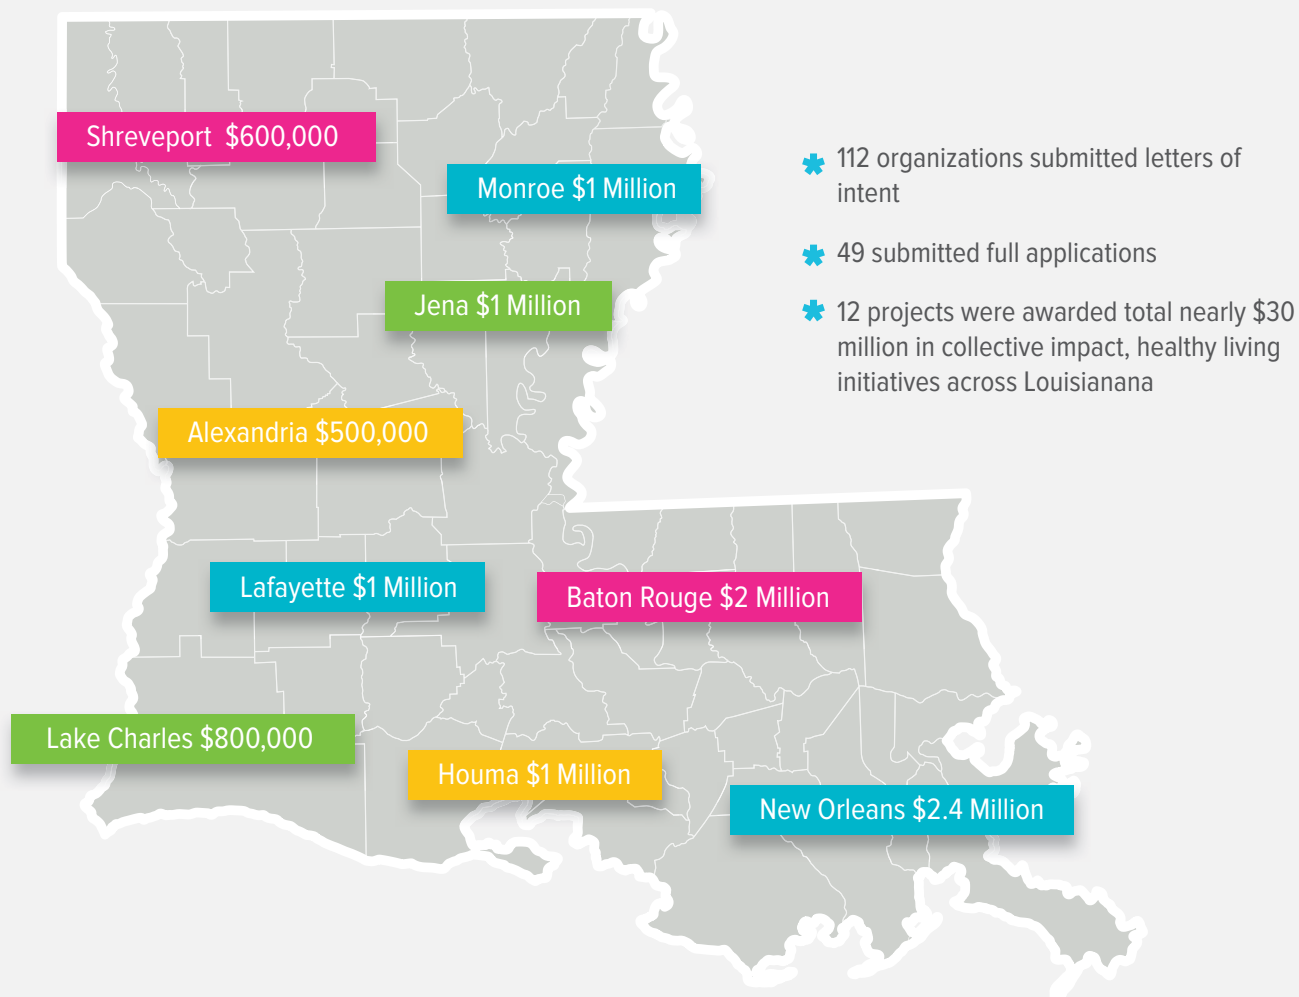 Shreveport $600,000
Monroe $1 Million
Jena $1 Million
Alexandria $500,000
Lafayette $1 Million
Baton Rouge $2 Million
Lake Charles $800,000
Houma $1 Million
New Orleans $2.4 Million
* 112 organizations submitted letters of
intent
* 49 submitted full applications
* 12 projects were awarded total nearly $30
million in collective impact, healthy living
initiatives across Louisianana